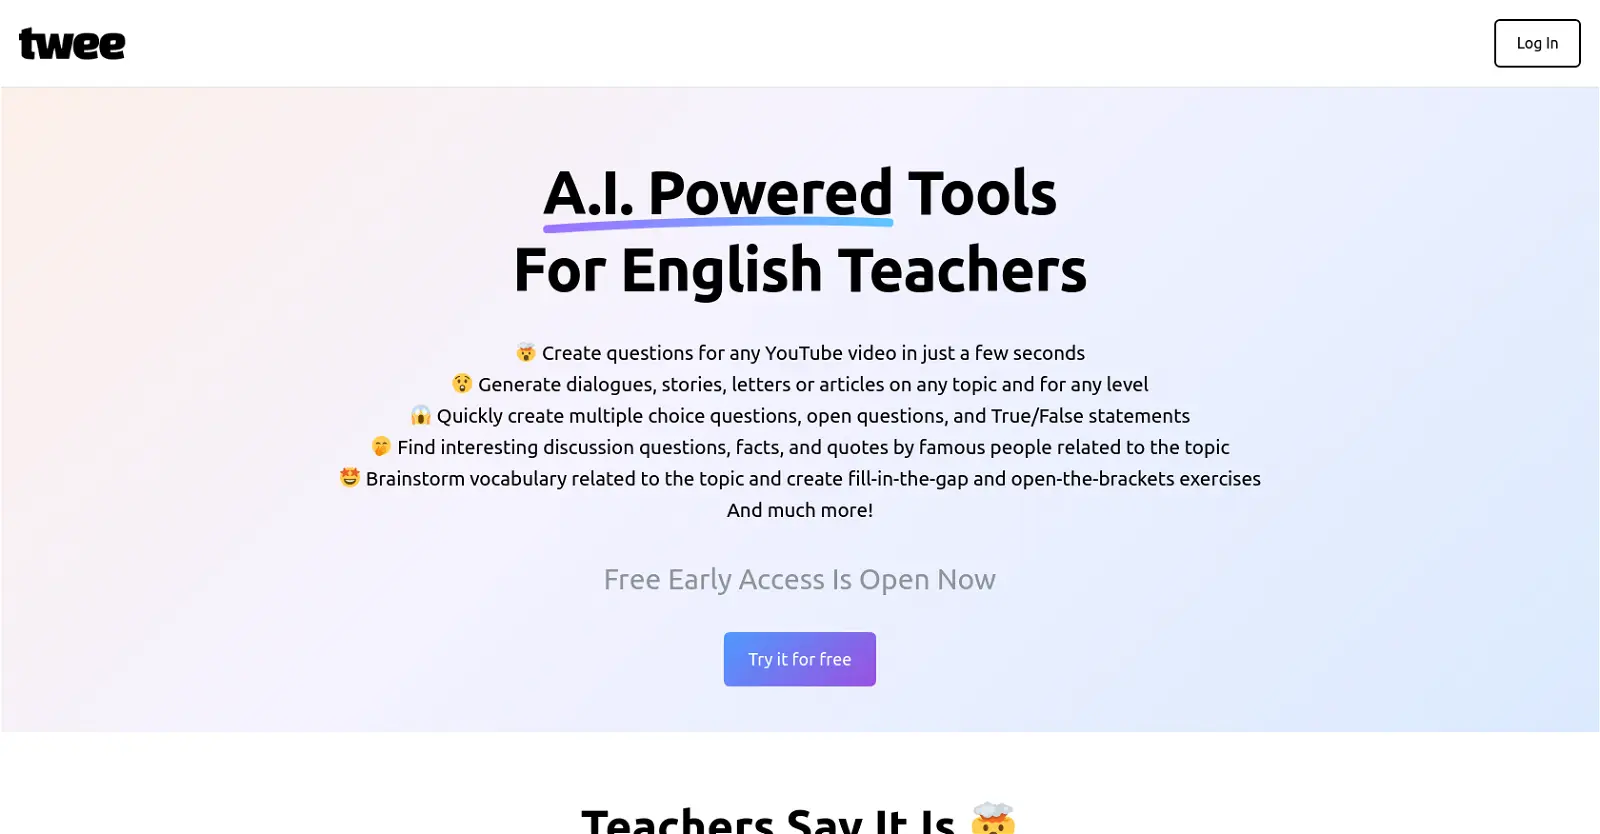 twee
Log In
A.I. Powered Tools
For English Teachers
🤯 Create questions for any YouTube video in just a few seconds
😲 Generate dialogues, stories, letters or articles on any topic and for any level
😱 Quickly create multiple choice questions, open questions, and True/False statements
🤭 Find interesting discussion questions, facts, and quotes by famous people related to the topic
🤩 Brainstorm vocabulary related to the topic and create fill-in-the-gap and open-the-brackets exercises
And much more!
Free Early Access Is Open Now
Try it for free
Teachers Say It Is 🤯